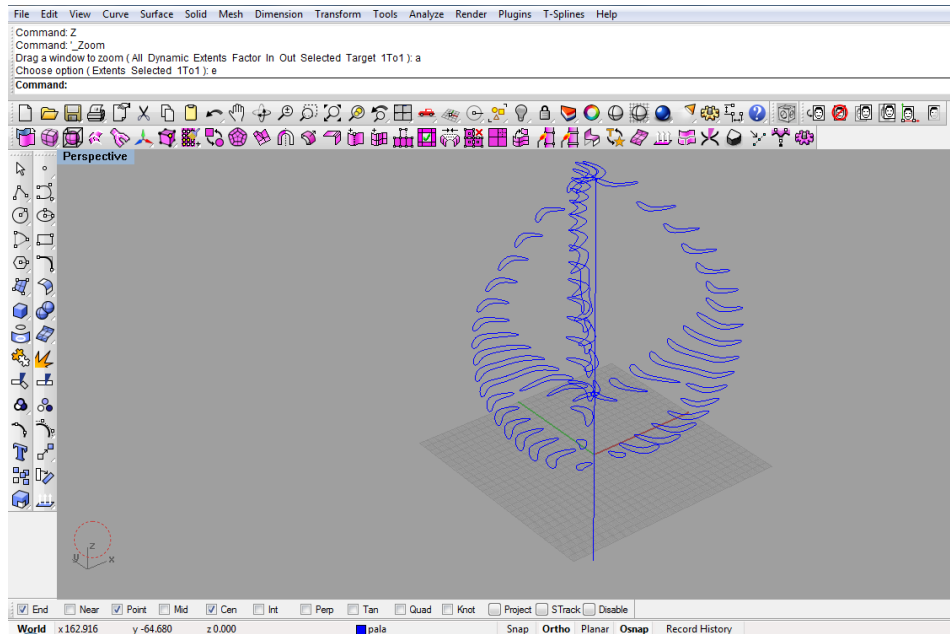 File Edit View Curve Surface Solid Mesh Dimension Transform Tools Analyze Render Plugins T-Splines Help
Command: Z
Command: '_Zoom
Drag a window to zoom ( All Dynamic Extents Factor In Out Selected Target 1To1 ): a
Choose option ( Extents Selected 1To1 ): e
Command:
Perspective
z
y x
End Near Point Mid Cen Int Perp Tan Quad Knot Project STrack Disable
World x 162.916 y -64.680 z 0.000 pala Snap Ortho Planar Osnap Record History